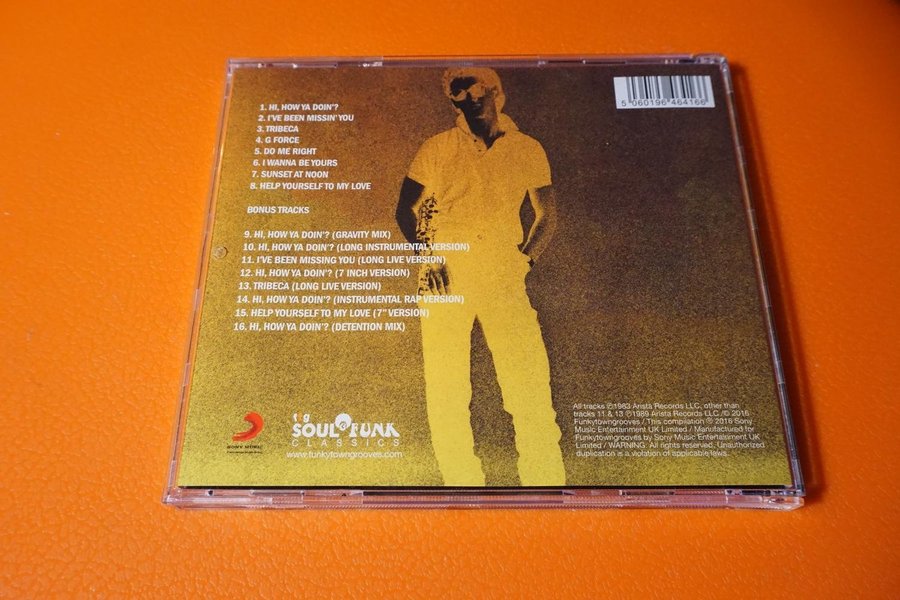 1. HI, HOW YA DOIN'?
2. I'VE BEEN MISSIN' YOU
3. TRIBECA
4. G FORCE
5. DO ME RIGHT
6. I WANNA BE YOURS
7. SUNSET AT NOON
8. HELP YOURSELF TO MY LOVE
BONUS TRACKS
9. HI, HOW YA DOIN'? (GRAVITY MIX)
10. HI, HOW YA DOIN'? (LONG INSTRUMENTAL VERSION)
11. I'VE BEEN MISSING YOU (LONG LIVE VERSION)
12. HI, HOW YA DOIN'? (7 INCH VERSION)
13. TRIBECA (LONG LIVE VERSION)
14. HI, HOW YA DOIN'? (INSTRUMENTAL RAP VERSION)
15. HELP YOURSELF TO MY LOVE (7" VERSION)
16. HI, HOW YA DOIN'? (DETENTION MIX)
5 060196 464166
SONY MUSIC
f g
SOUL FUNK
CLASSICS
www.funkytowngrooves.com
All tracks ℗1983 Arista Records LLC, other than
tracks 11 & 13 ℗1989 Arista Records LLC /© 2016
Funkytowngrooves / This compilation ℗ 2016 Sony
Music Entertainment UK Limited / Manufactured for
Funkytowngrooves by Sony Music Entertainment UK
Limited / WARNING: All rights reserved. Unauthorized
duplication is a violation of applicable laws.